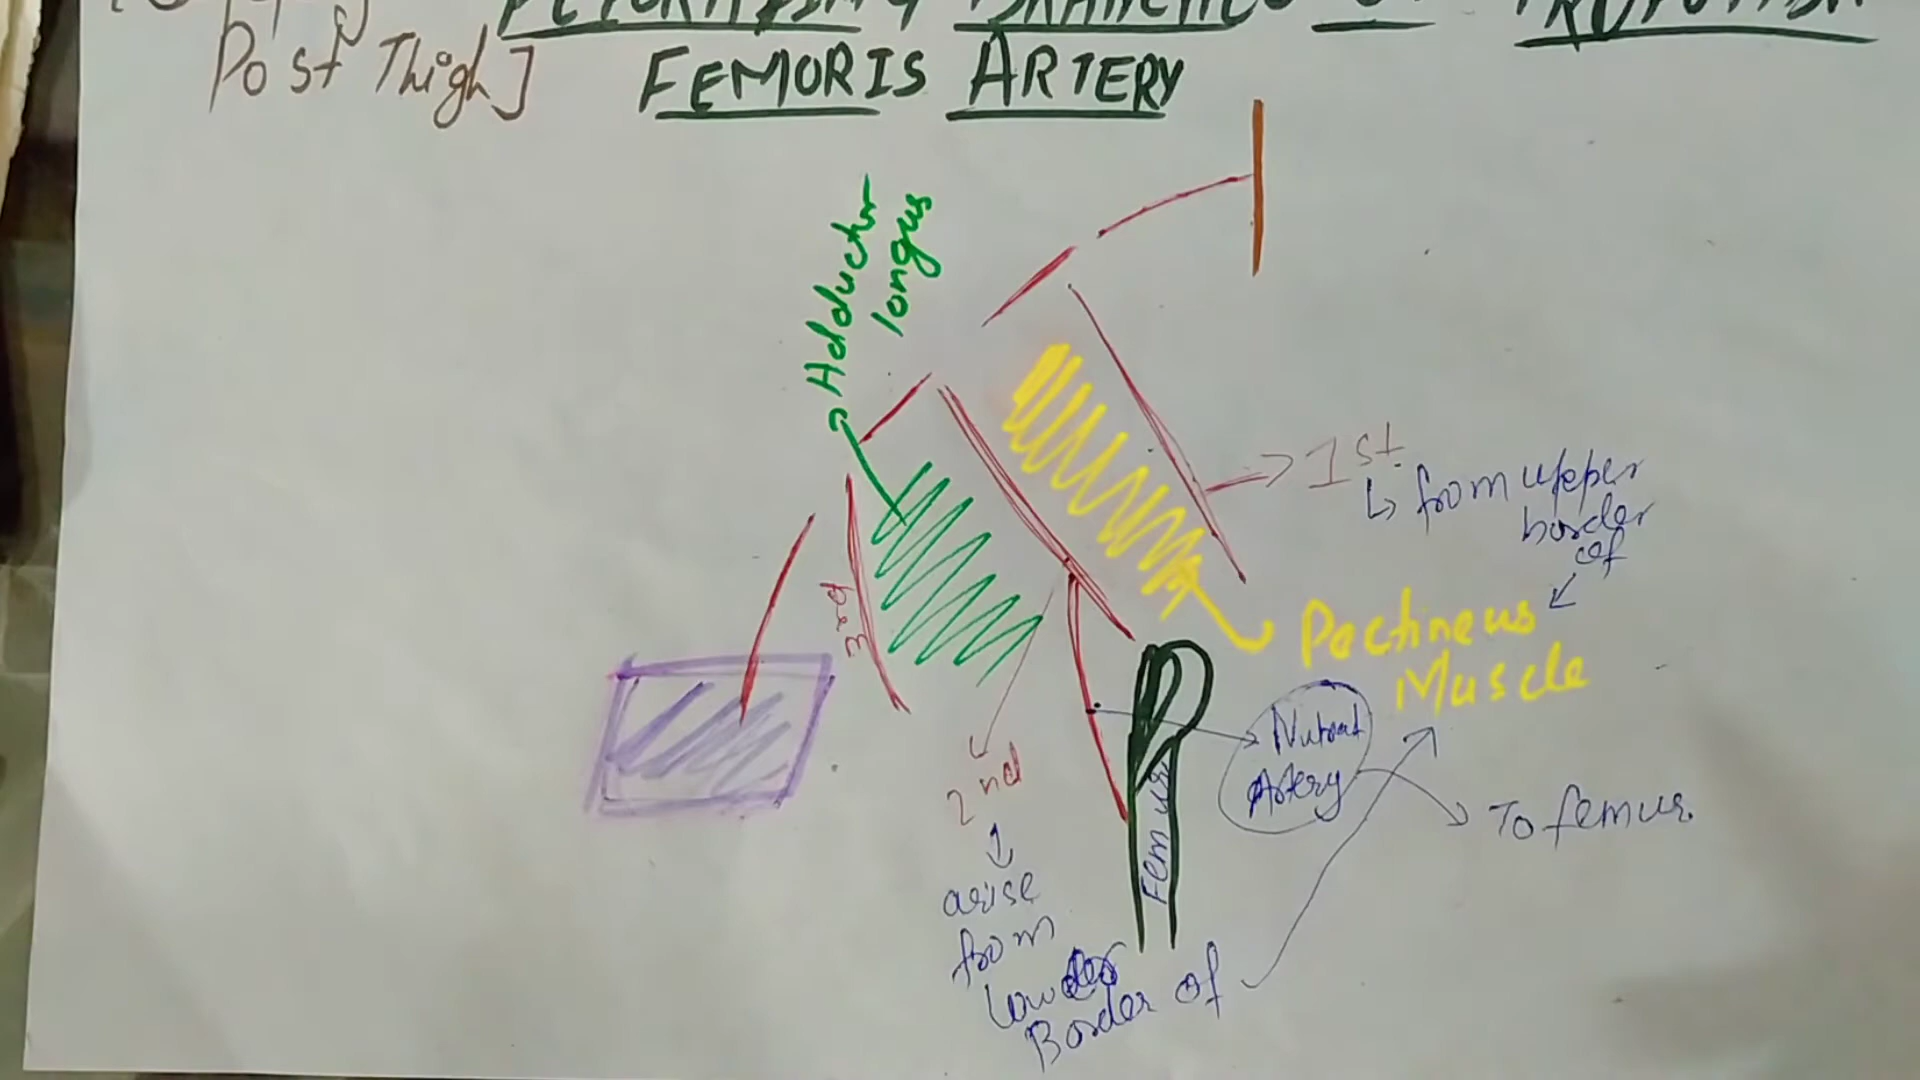 Post Thigh]
FEMORIS ARTERY
Adductor
longus
1st
↳ from upper
border
of
Pectineus
Muscle
3rd
2nd
arise
from
Border of
Femur
Nutrient
Artery
To femur